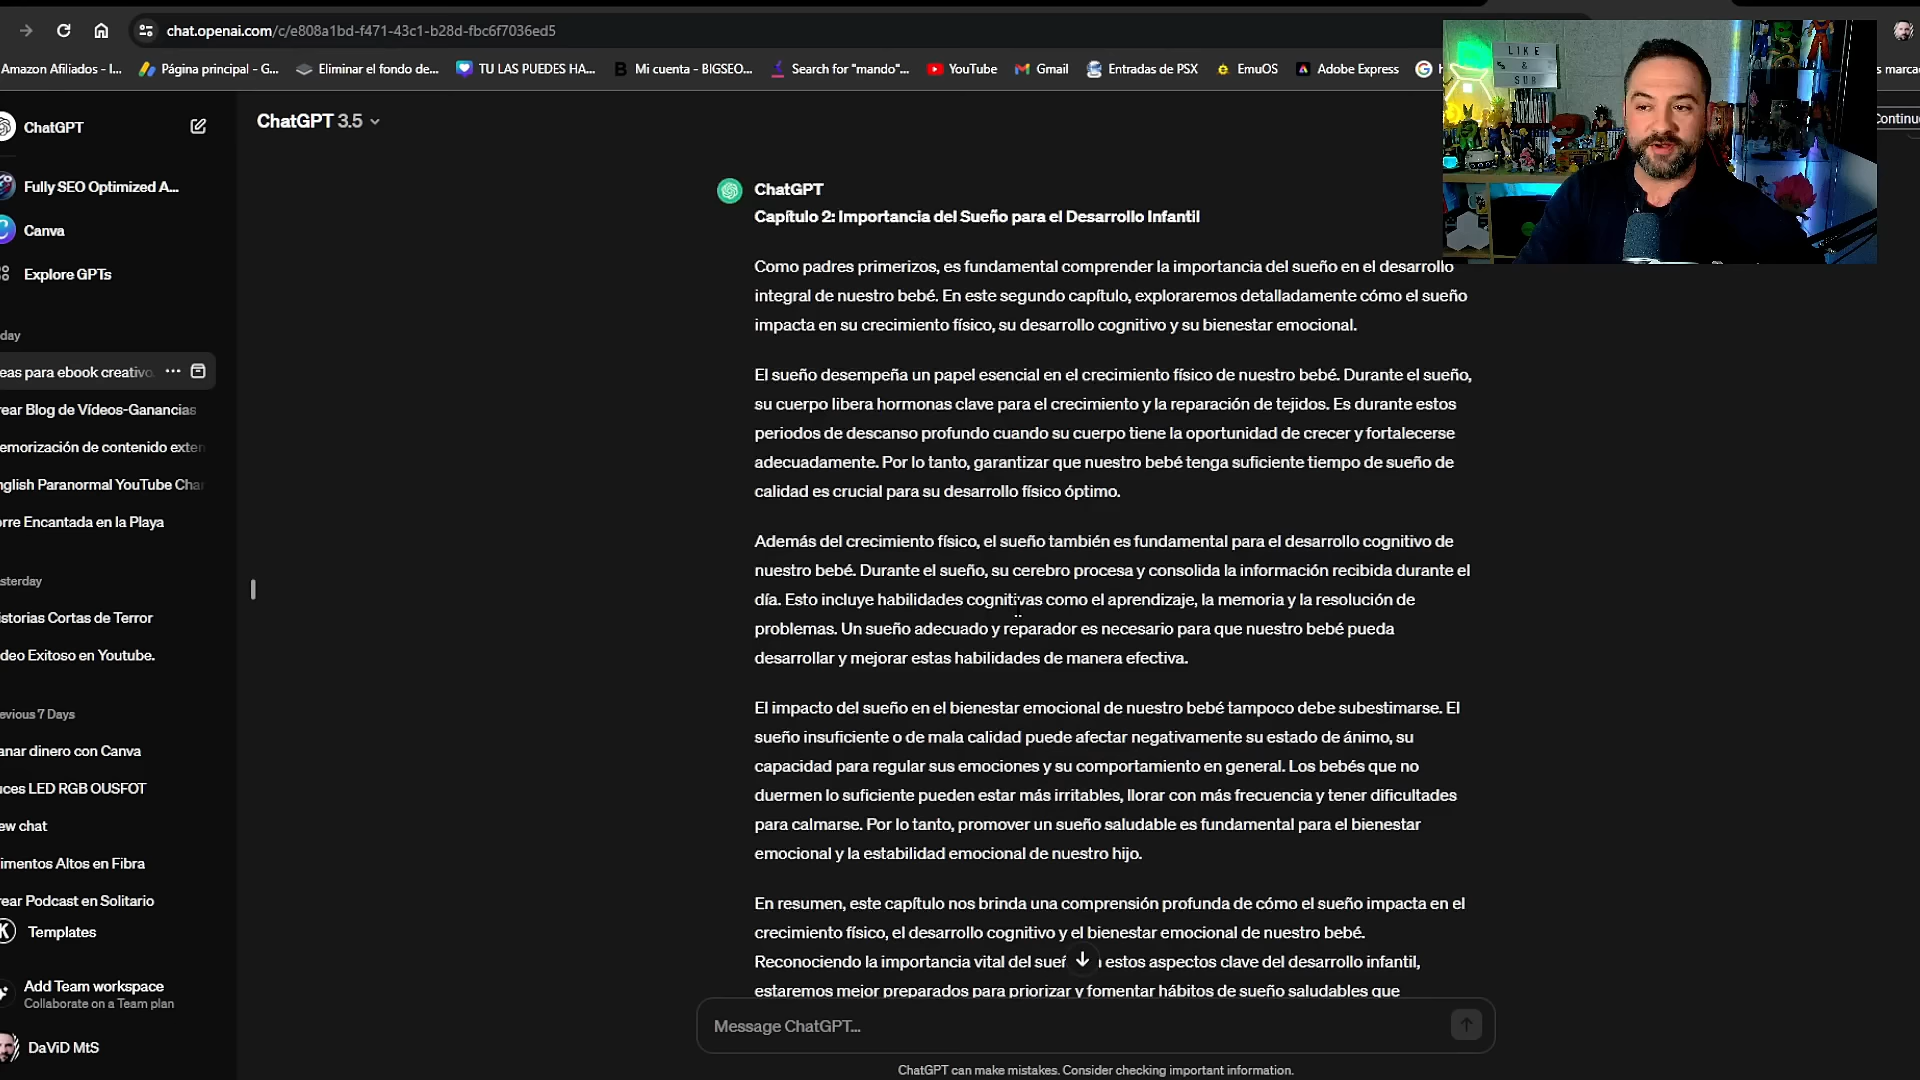 chat.openai.com/c/e808a1bd-f471-43c1-b28d-fbc6f7036ed5
Amazon Afiliados - I...
Página principal - G...
Eliminar el fondo de...
TU LAS PUEDES HA...
Mi cuenta - BIGSEO...
Search for "mando"...
YouTube
Gmail
Entradas de PSX
EmuOS
Adobe Express
s marca
LIKE
&
SUB
Continue
ChatGPT
Fully SEO Optimized A...
Canva
Explore GPTs
day
eas para ebook creativo.
rear Blog de Vídeos-Ganancias
emorización de contenido exten
nglish Paranormal YouTube Char
orre Encantada en la Playa
sterday
istorias Cortas de Terror
deo Exitoso en Youtube.
evious 7 Days
anar dinero con Canva
uces LED RGB OUSFOT
ew chat
imentos Altos en Fibra
rear Podcast en Solitario
Templates
Add Team workspace
Collaborate on a Team plan
DaViD MtS
ChatGPT 3.5
ChatGPT
Capítulo 2: Importancia del Sueño para el Desarrollo Infantil
Como padres primerizos, es fundamental comprender la importancia del sueño en el desarrollo
integral de nuestro bebé. En este segundo capítulo, exploraremos detalladamente cómo el sueño
impacta en su crecimiento físico, su desarrollo cognitivo y su bienestar emocional.
El sueño desempeña un papel esencial en el crecimiento físico de nuestro bebé. Durante el sueño,
su cuerpo libera hormonas clave para el crecimiento y la reparación de tejidos. Es durante estos
periodos de descanso profundo cuando su cuerpo tiene la oportunidad de crecer y fortalecerse
adecuadamente. Por lo tanto, garantizar que nuestro bebé tenga suficiente tiempo de sueño de
calidad es crucial para su desarrollo físico óptimo.
Además del crecimiento físico, el sueño también es fundamental para el desarrollo cognitivo de
nuestro bebé. Durante el sueño, su cerebro procesa y consolida la información recibida durante el
día. Esto incluye habilidades cognitivas como el aprendizaje, la memoria y la resolución de
problemas. Un sueño adecuado y reparador es necesario para que nuestro bebé pueda
desarrollar y mejorar estas habilidades de manera efectiva.
El impacto del sueño en el bienestar emocional de nuestro bebé tampoco debe subestimarse. El
sueño insuficiente o de mala calidad puede afectar negativamente su estado de ánimo, su
capacidad para regular sus emociones y su comportamiento en general. Los bebés que no
duermen lo suficiente pueden estar más irritables, llorar con más frecuencia y tener dificultades
para calmarse. Por lo tanto, promover un sueño saludable es fundamental para el bienestar
emocional y la estabilidad emocional de nuestro hijo.
En resumen, este capítulo nos brinda una comprensión profunda de cómo el sueño impacta en el
crecimiento físico, el desarrollo cognitivo y el bienestar emocional de nuestro bebé.
Reconociendo la importancia vital del sueñ estos aspectos clave del desarrollo infantil,
estaremos mejor preparados para priorizar y fomentar hábitos de sueño saludables que
Message ChatGPT...
ChatGPT can make mistakes. Consider checking important information.